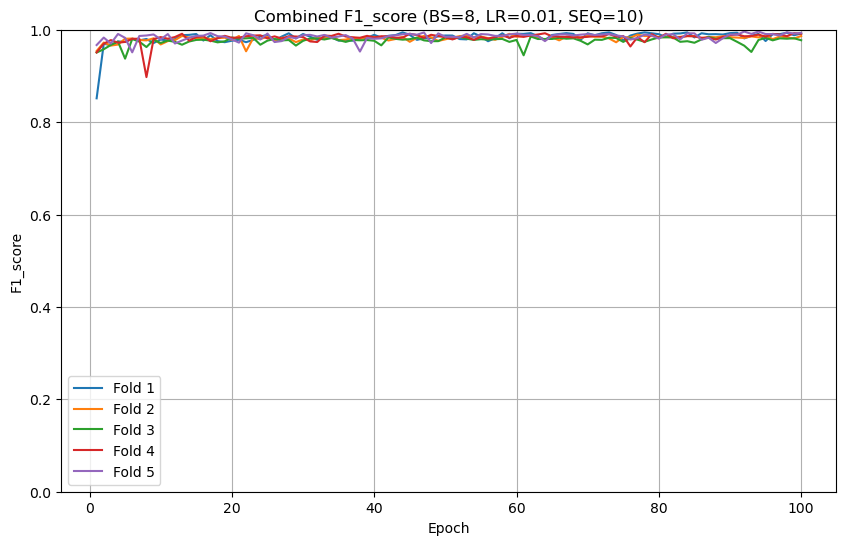 Combined F1_score (BS=8, LR=0.01, SEQ=10)
F1_score
1.0
0.8
0.6
0.4
0.2
0.0
Fold 1
Fold 2
Fold 3
Fold 4
Fold 5
0 20 40 60 80 100
Epoch